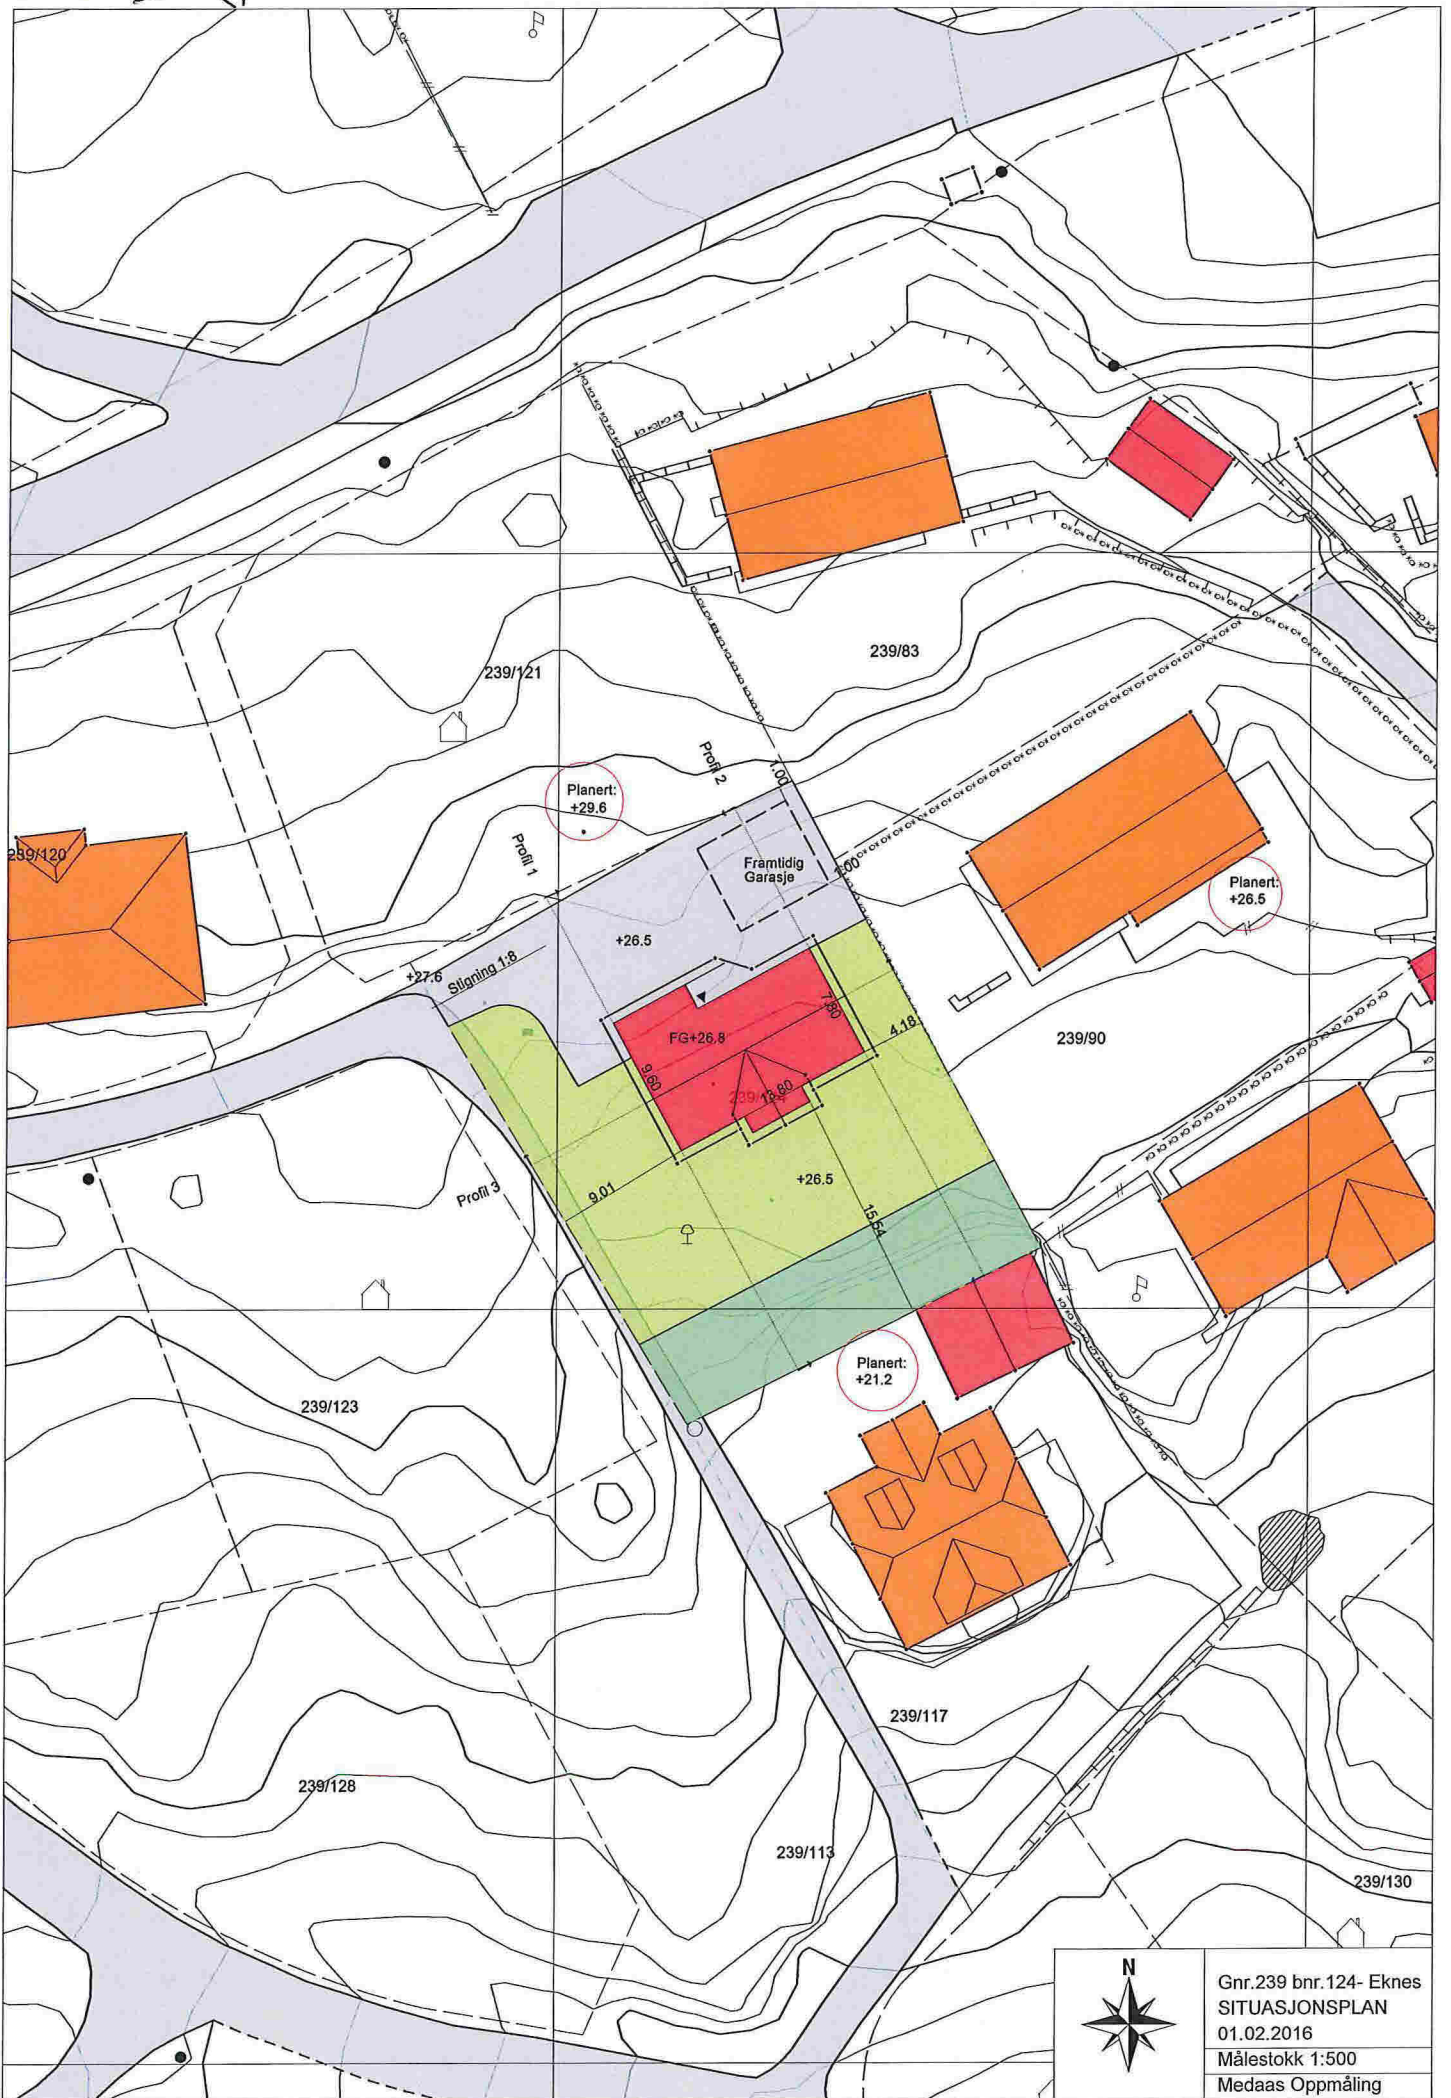 239/83
239/121
Profil 2
1.00
Planert:
+29.6
239/120
Profil 1
Framtidig
Garasje
1.00
Planert:
+26.5
+26.5
+27.6
Stigning 1:8
7.80
FG+26.8
4.18
239/90
9.60
13.80
Profil 3
9.01
+26.5
15.54
Planert:
+21.2
239/123
239/117
239/128
239/113
239/130
N
Gnr.239 bnr.124- Eknes
SITUASJONSPLAN
01.02.2016
Målestokk 1:500
Medaas Oppmåling